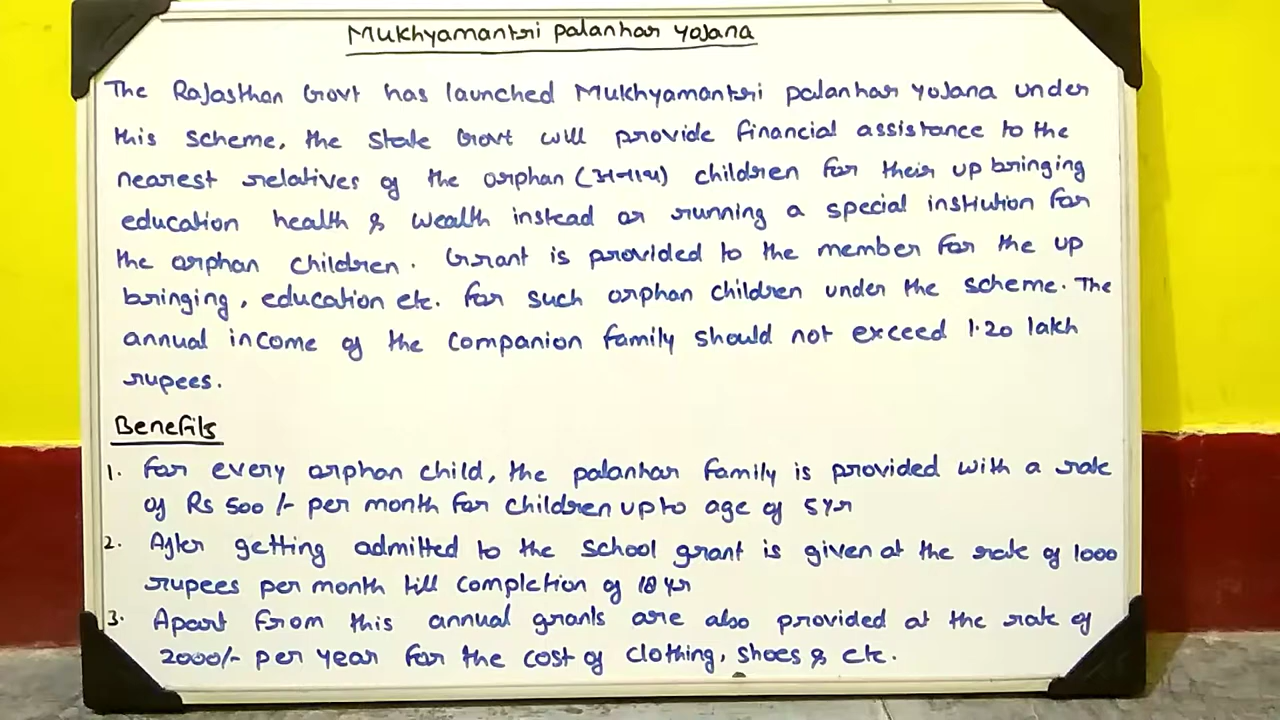 Mukhyamantri palanhar yojana
The Rajasthan Govt has launched Mukhyamantri palanhar yojana under
this scheme, the State Govt will provide financial assistance to the
nearest relatives of the orphan (अनाथ) children for their up bringing
education health & wealth instead or running a special instiution for
the orphan children. Grant is provided to the member for the up
bringing, education etc. for such orphan children under the scheme. The
annual income of the companion family should not exceed 1.20 lakh
rupees.
Benefits
1. for every orphan child, the palanhar family is provided with a rate
of Rs 500/- per month for children upto age of 5yr
2. After getting admitted to the school grant is given at the rate of 1000
rupees per month till completion of 18 yr
3. Apart from this annual grants are also provided at the rate of
2000/- per year for the cost of clothing, shoes & etc.